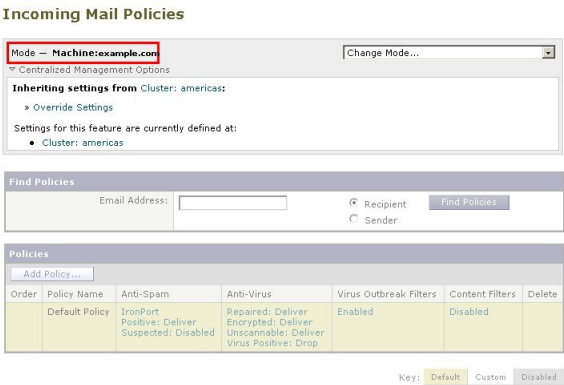 Incoming Mail Policies
Mode — Machine:example.com
Change Mode...
Centralized Management Options
Inheriting settings from Cluster: americas:
» Override Settings
Settings for this feature are currently defined at:
• Cluster: americas
Find Policies
Email Address:
Recipient
Sender
Find Policies
Policies
Add Policy...
Order Policy Name Anti-Spam Anti-Virus Virus Outbreak Filters Content Filters Delete
Default Policy IronPort Repaired: Deliver Enabled Disabled
Positive: Deliver Encrypted: Deliver
Suspected: Disabled Unscannable: Deliver
Virus Positive: Drop
Key: Default Custom Disabled